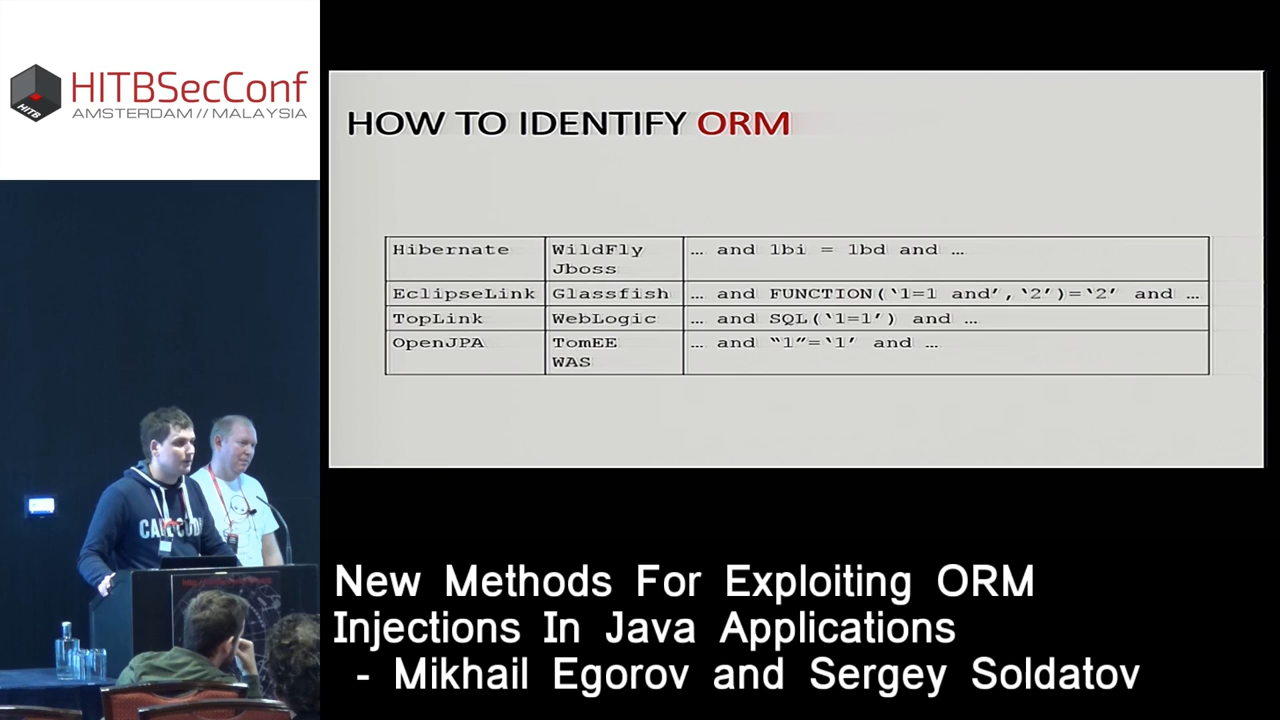 HITBSecConf
AMSTERDAM // MALAYSIA
HITB
HOW TO IDENTIFY ORM
Hibernate WildFly … and 1bi = 1bd and …
Jboss
EclipseLink Glassfish … and FUNCTION(‘1=1 and’,‘2’)=‘2’ and …
TopLink WebLogic … and SQL(‘1=1’) and …
OpenJPA TomEE … and “1”=‘1’ and …
WAS
New Methods For Exploiting ORM
Injections In Java Applications
- Mikhail Egorov and Sergey Soldatov